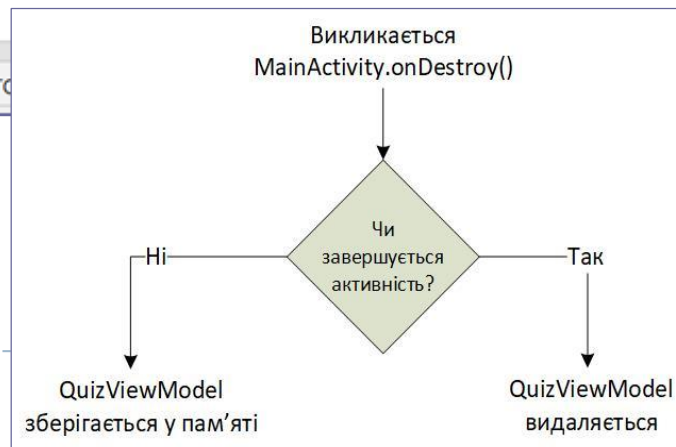 Викликається
MainActivity.onDestroy()
Чи
завершується
активність?
Ні
Так
QuizViewModel
зберігається у пам’яті
QuizViewModel
видаляється